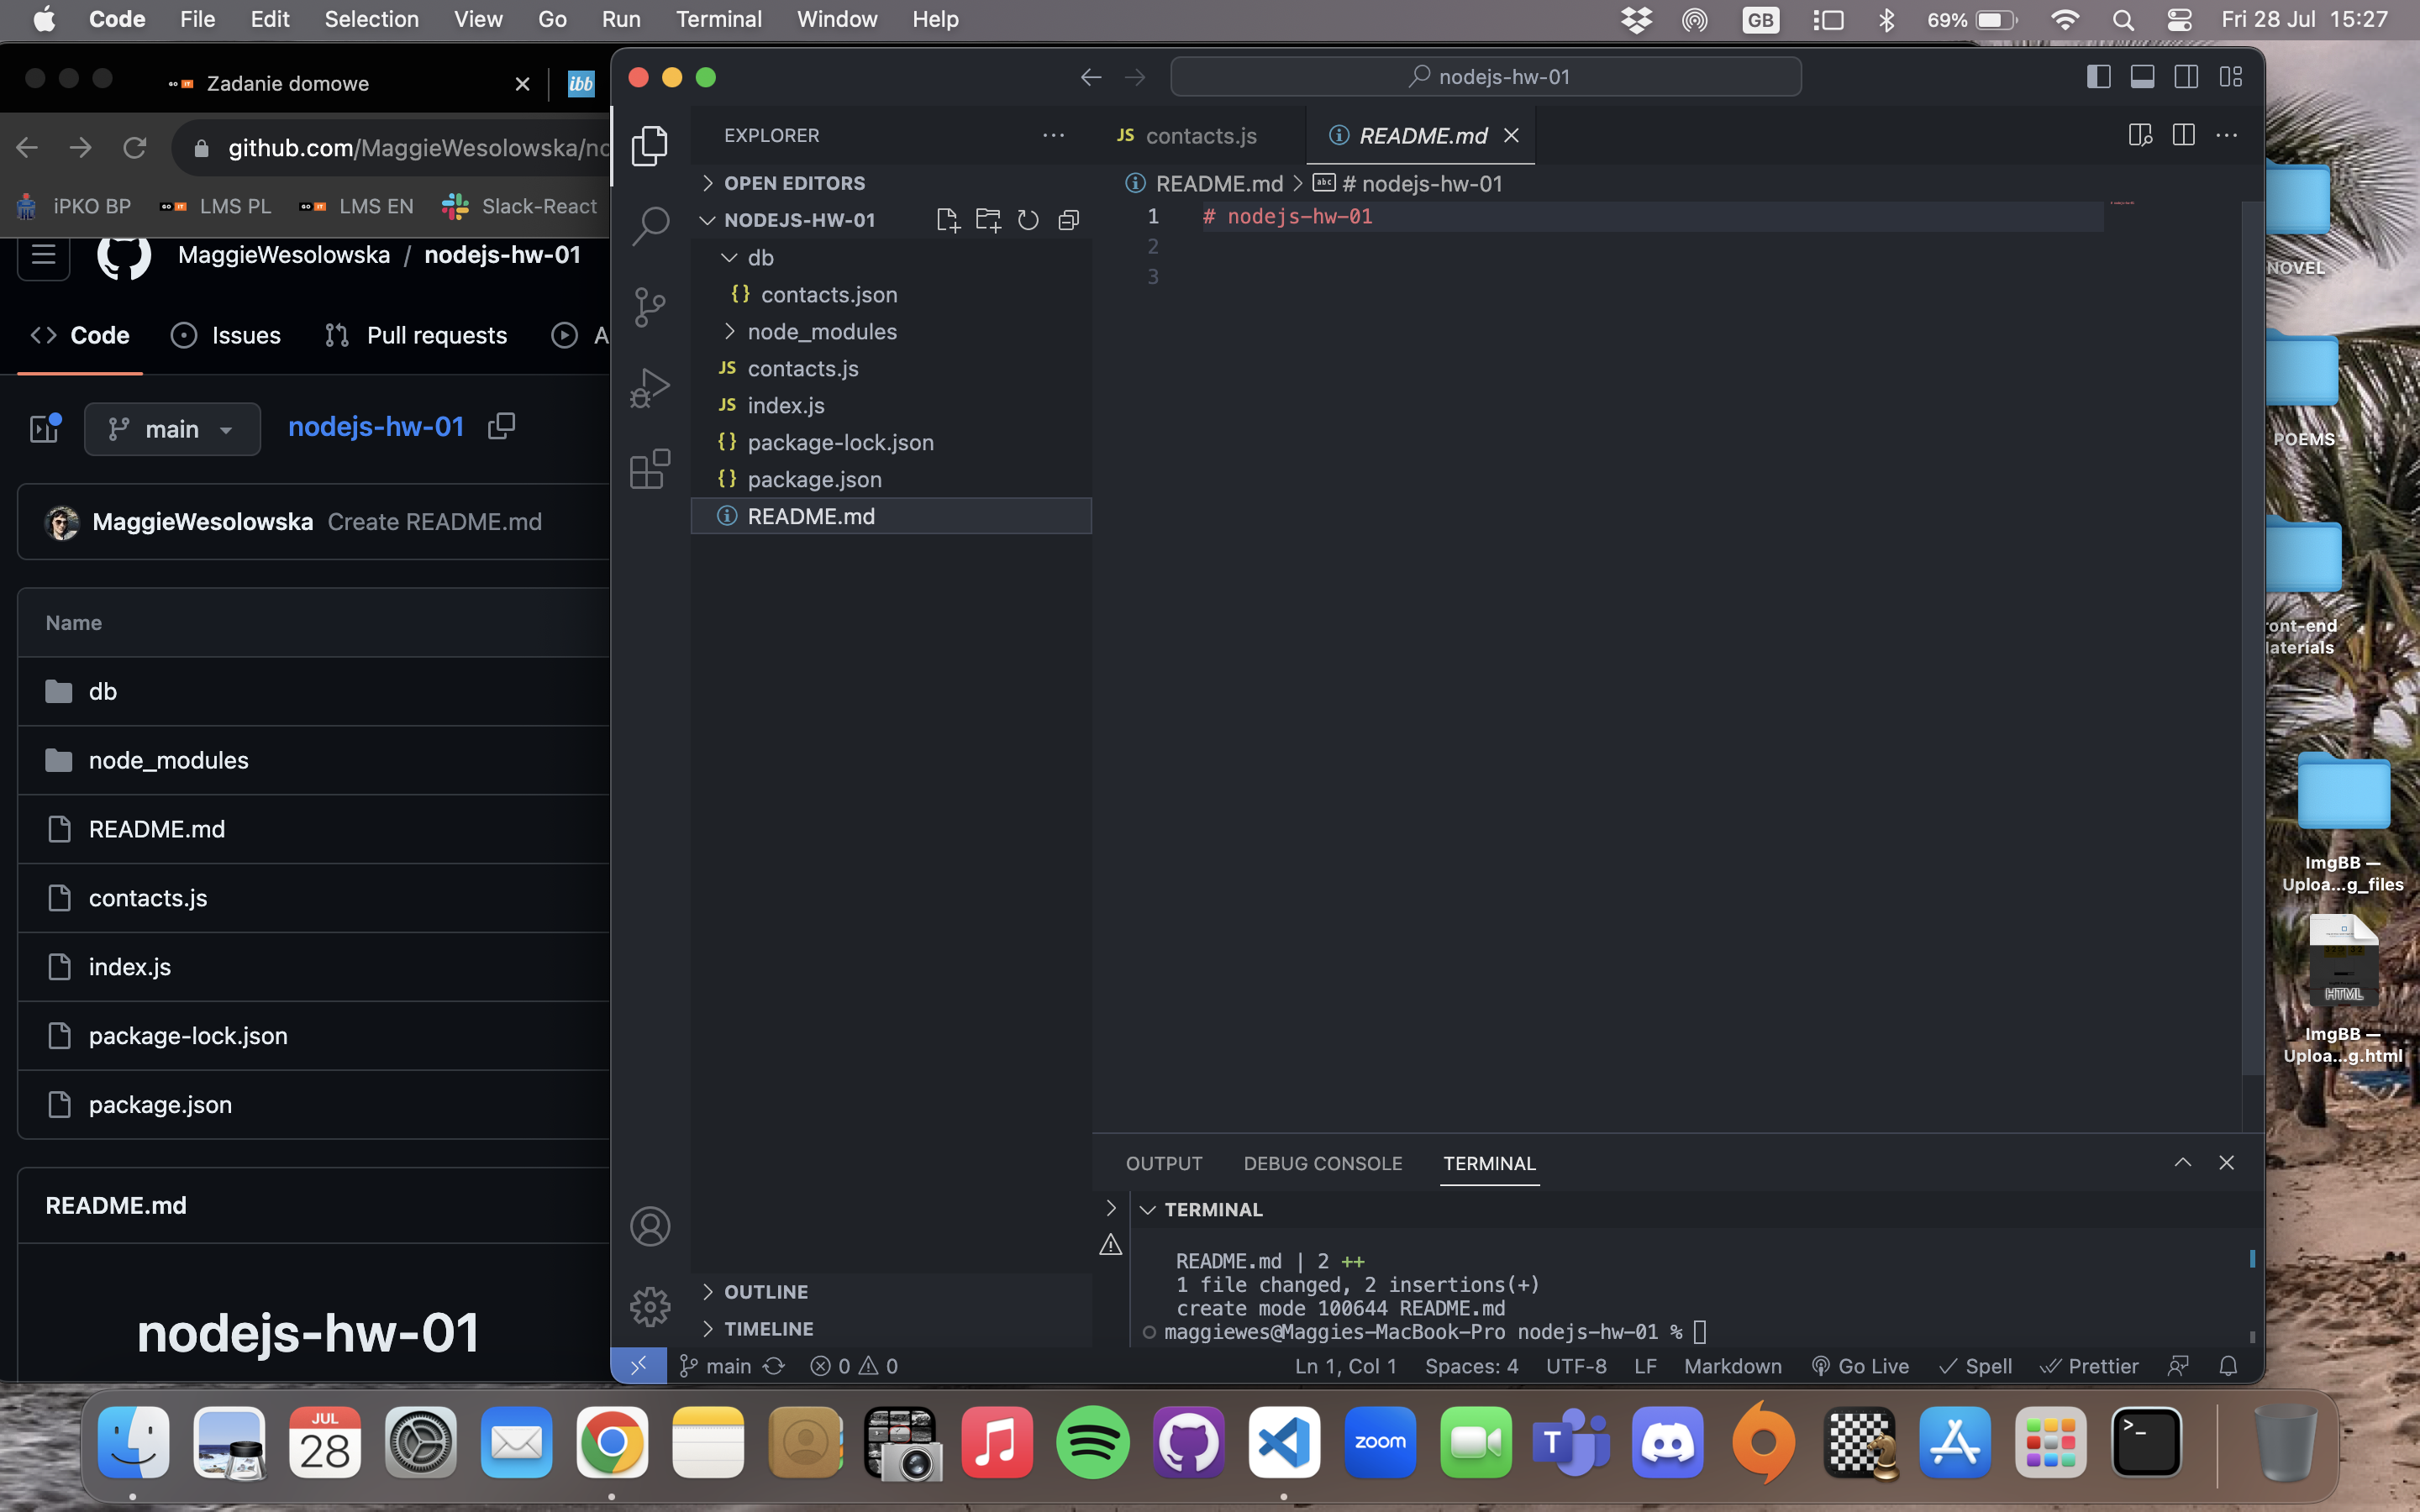 Code File Edit Selection View Go Run Terminal Window Help GB 69% Fri 28 Jul 15:27
Zadanie domowe ibb
github.com/MaggieWesolowska/no
iPKO BP LMS PL LMS EN Slack-React
MaggieWesolowska / nodejs-hw-01
Code Issues Pull requests A
main nodejs-hw-01
MaggieWesolowska Create README.md
Name
db
node_modules
README.md
contacts.js
index.js
package-lock.json
package.json
README.md
nodejs-hw-01
nodejs-hw-01
EXPLORER
OPEN EDITORS
NODEJS-HW-01
db
{} contacts.json
node_modules
JS contacts.js
JS index.js
{} package-lock.json
{} package.json
README.md
OUTLINE
TIMELINE
JS contacts.js README.md
README.md > abc # nodejs-hw-01
1 # nodejs-hw-01
2
3
OUTPUT DEBUG CONSOLE TERMINAL
TERMINAL
README.md | 2 ++
1 file changed, 2 insertions(+)
create mode 100644 README.md
maggiewes@Maggies-MacBook-Pro nodejs-hw-01 %
main 0 0 Ln 1, Col 1 Spaces: 4 UTF-8 LF Markdown Go Live Spell Prettier
NOVEL
POEMS
ont-end
aterials
ImgBB —
Uploa...g_files
HTML
ImgBB —
Uploa...g.html
JUL
28
zoom
T
>_